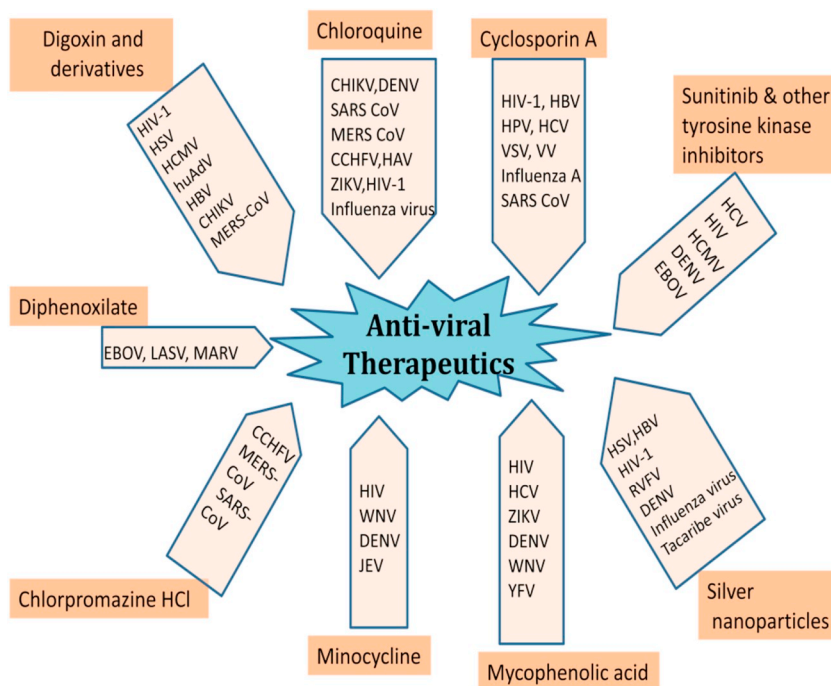 Digoxin and
derivatives
HIV-1
HSV
HCMV
huAdV
HBV
CHIKV
MERS-CoV
Chloroquine
CHIKV,DENV
SARS CoV
MERS CoV
CCHFV,HAV
ZIKV,HIV-1
Influenza virus
Cyclosporin A
HIV-1, HBV
HPV, HCV
VSV, VV
Influenza A
SARS CoV
Sunitinib & other
tyrosine kinase
inhibitors
HCV
HIV
HCMV
DENV
EBOV
Diphenoxilate
EBOV, LASV, MARV
Anti-viral
Therapeutics
CCHFV
MERS-
CoV
SARS-
CoV
Chlorpromazine HCl
HIV
WNV
DENV
JEV
Minocycline
HIV
HCV
ZIKV
DENV
WNV
YFV
Mycophenolic acid
HSV,HBV
HIV-1
RVFV
DENV
Influenza virus
Tacaribe virus
Silver
nanoparticles